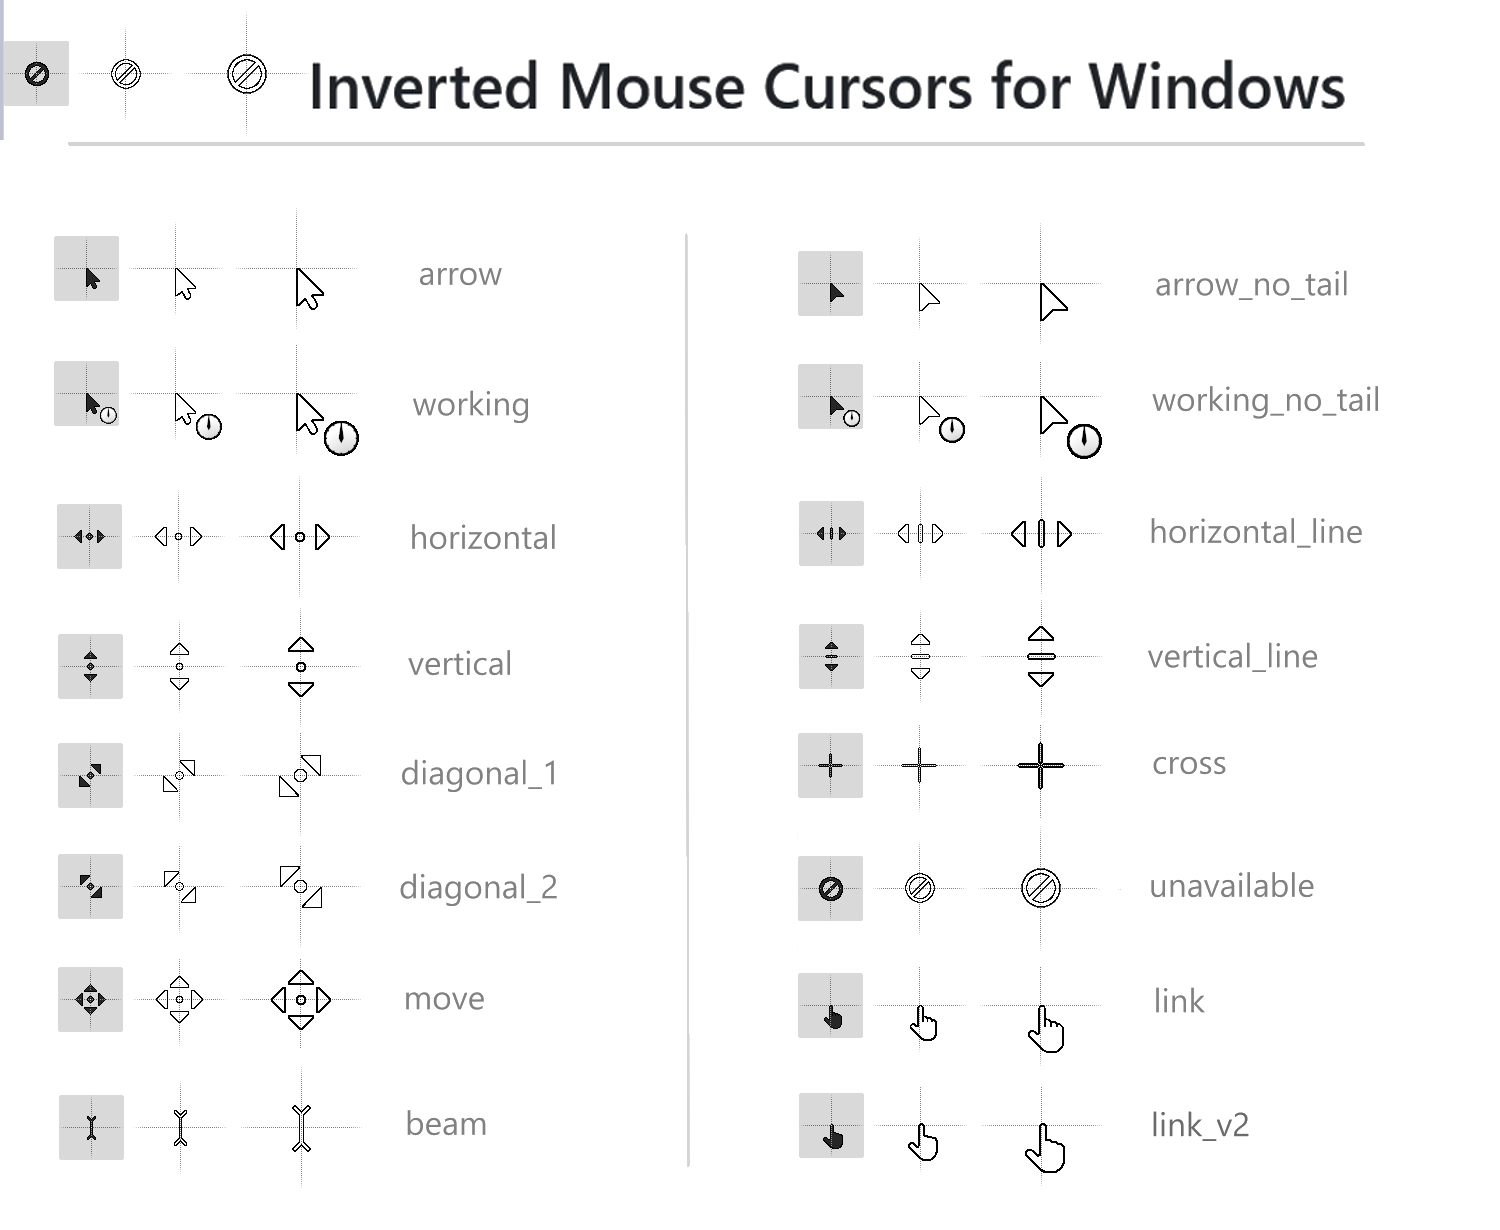 Inverted Mouse Cursors for Windows
arrow
working
horizontal
vertical
diagonal_1
diagonal_2
move
beam
arrow_no_tail
working_no_tail
horizontal_line
vertical_line
cross
unavailable
link
link_v2